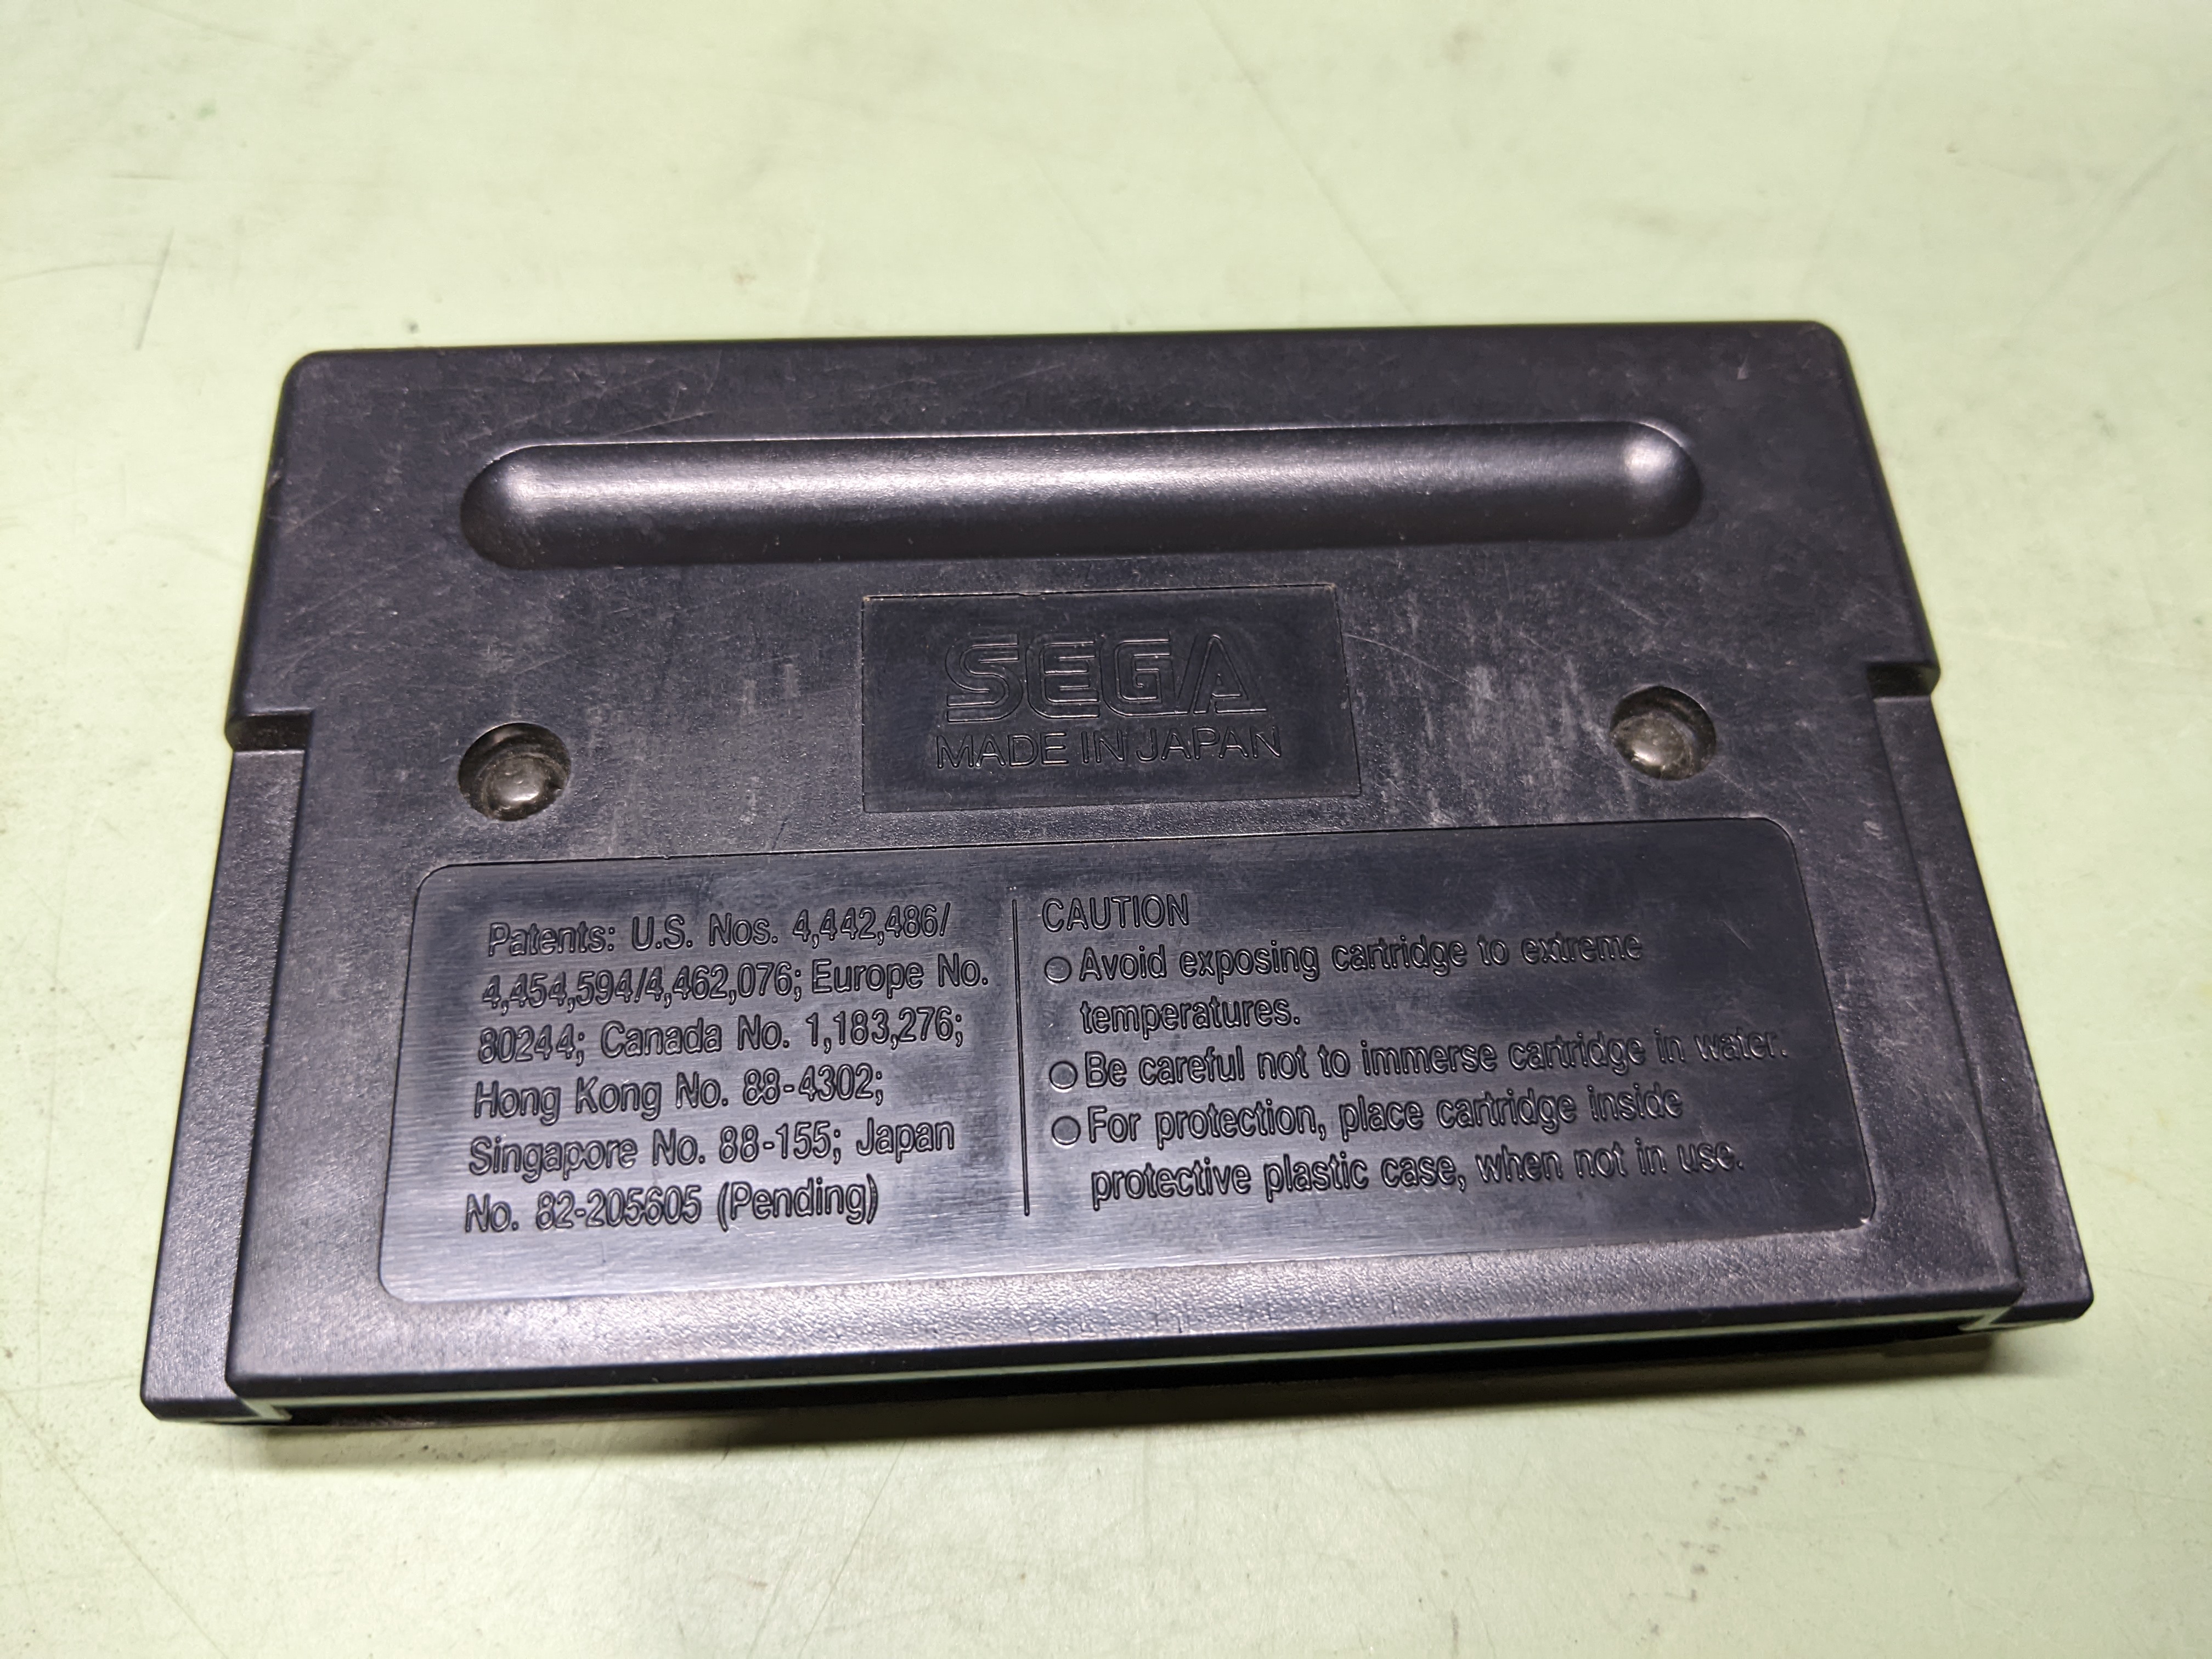 SEGA
MADE IN JAPAN
Patents: U.S. Nos. 4,442,486/
4,454,594/4,462,076; Europe No.
80244; Canada No. 1,183,276;
Hong Kong No. 88-4302;
Singapore No. 88-155; Japan
No. 82-205605 (Pending)
CAUTION
○ Avoid exposing cartridge to extreme
temperatures.
○ Be careful not to immerse cartridge in water.
○ For protection, place cartridge inside
protective plastic case, when not in use.